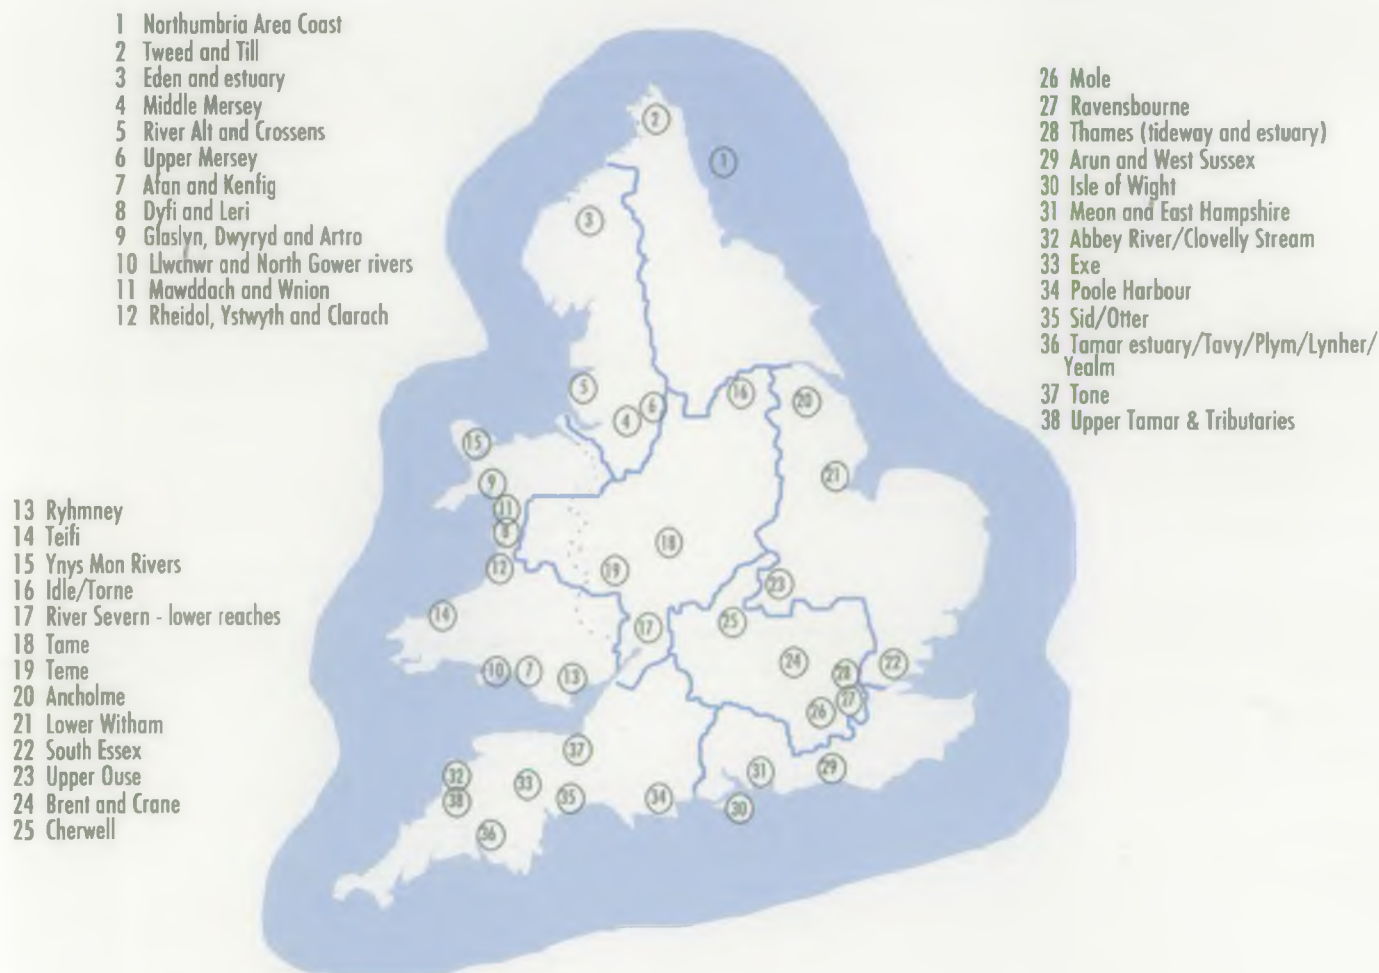 1 Northumbria Area Coast
2 Tweed and Till
3 Eden and estuary
4 Middle Mersey
5 River Alt and Crossens
6 Upper Mersey
7 Afan and Kenfig
8 Dyfi and Leri
9 Glaslyn, Dwyryd and Artro
10 Llwchwr and North Gower rivers
11 Mawddach and Wnion
12 Rheidol, Ystwyth and Clarach
13 Ryhmney
14 Teifi
15 Ynys Mon Rivers
16 Idle/Torne
17 River Severn - lower reaches
18 Tame
19 Teme
20 Ancholme
21 Lower Witham
22 South Essex
23 Upper Ouse
24 Brent and Crane
25 Cherwell
26 Mole
27 Ravensbourne
28 Thames (tideway and estuary)
29 Arun and West Sussex
30 Isle of Wight
31 Meon and East Hampshire
32 Abbey River/Clovelly Stream
33 Exe
34 Poole Harbour
35 Sid/Otter
36 Tamar estuary/Tavy/Plym/Lynher/
Yealm
37 Tone
38 Upper Tamar & Tributaries
2
1
3
5
16
20
6
4
15
21
9
11
8
18
12
19
23
14
25
17
24
22
28
10
7
13
27
26
37
29
31
32
33
38
35
34
30
36